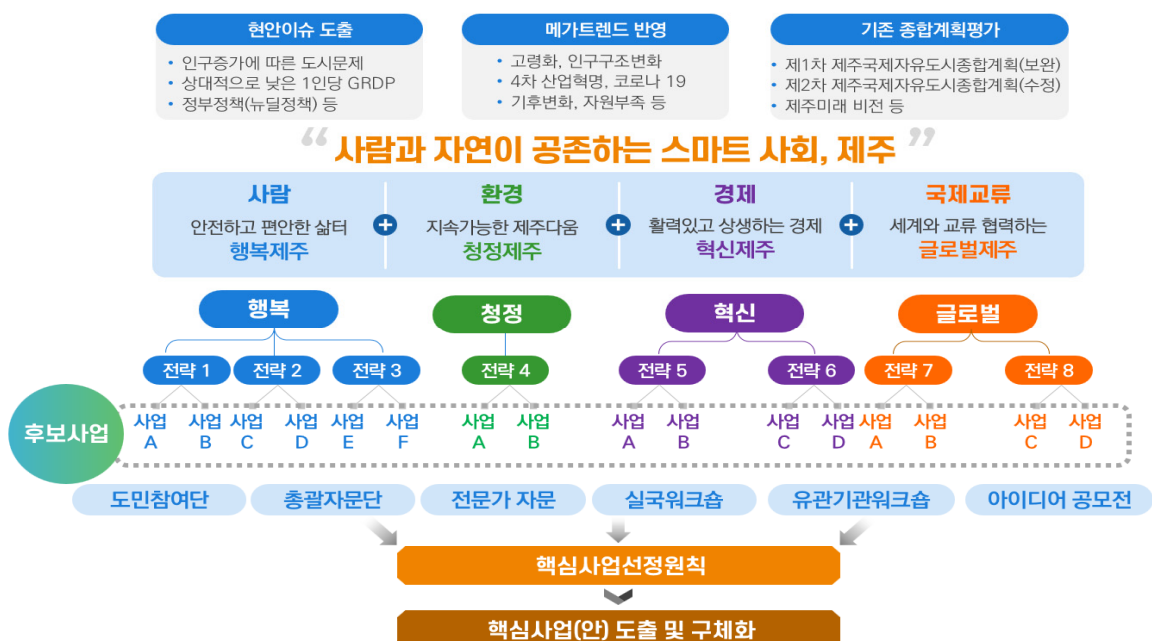 현안이슈 도출
• 인구증가에 따른 도시문제
• 상대적으로 낮은 1인당 GRDP
• 정부정책(뉴딜정책) 등
메가트렌드 반영
• 고령화, 인구구조변화
• 4차 산업혁명, 코로나 19
• 기후변화, 자원부족 등
기존 종합계획평가
• 제1차 제주국제자유도시종합계획(보완)
• 제2차 제주국제자유도시종합계획(수정)
• 제주미래 비전 등
“ 사람과 자연이 공존하는 스마트 사회, 제주 ”
사람
안전하고 편안한 삶터
행복제주
+
환경
지속가능한 제주다움
청정제주
+
경제
활력있고 상생하는 경제
혁신제주
+
국제교류
세계와 교류 협력하는
글로벌제주
행복 청정 혁신 글로벌
전략 1 전략 2 전략 3 전략 4 전략 5 전략 6 전략 7 전략 8
후보사업
사업 사업 사업 사업 사업 사업 사업 사업 사업 사업 사업 사업 사업 사업 사업 사업
A B C D E F A B A B C D A B C D
도민참여단 총괄자문단 전문가 자문 실국워크숍 유관기관워크숍 아이디어 공모전
핵심사업선정원칙
핵심사업(안) 도출 및 구체화